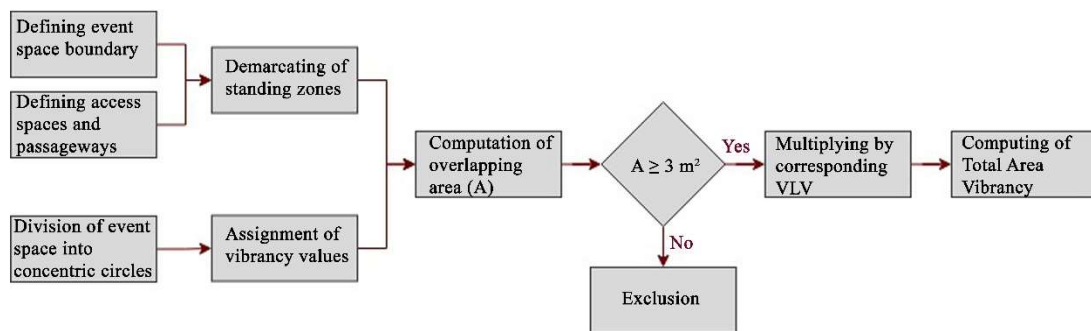 Defining event
space boundary
Defining access
spaces and
passageways
Demarcating of
standing zones
Division of event
space into
concentric circles
Assignment of
vibrancy values
Computation of
overlapping
area (A)
A ≥ 3 m²
Yes
No
Exclusion
Multiplying by
corresponding
VLV
Computing of
Total Area
Vibrancy